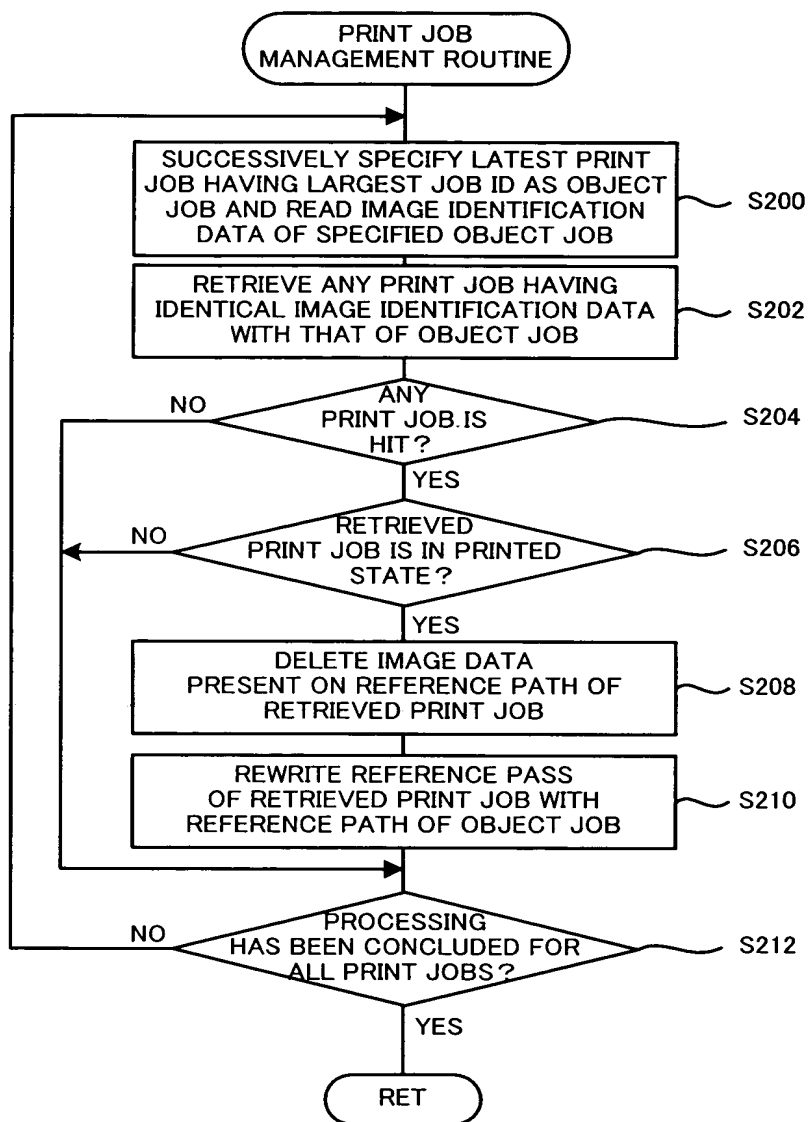 PRINT JOB
MANAGEMENT ROUTINE
SUCCESSIVELY SPECIFY LATEST PRINT
JOB HAVING LARGEST JOB ID AS OBJECT
JOB AND READ IMAGE IDENTIFICATION
DATA OF SPECIFIED OBJECT JOB
S200
RETRIEVE ANY PRINT JOB HAVING
IDENTICAL IMAGE IDENTIFICATION DATA
WITH THAT OF OBJECT JOB
S202
NO
ANY
PRINT JOB.IS
HIT?
S204
YES
NO
RETRIEVED
PRINT JOB IS IN PRINTED
STATE?
S206
YES
DELETE IMAGE DATA
PRESENT ON REFERENCE PATH OF
RETRIEVED PRINT JOB
S208
REWRITE REFERENCE PASS
OF RETRIEVED PRINT JOB WITH
REFERENCE PATH OF OBJECT JOB
S210
NO
PROCESSING
HAS BEEN CONCLUDED FOR
ALL PRINT JOBS?
S212
YES
RET